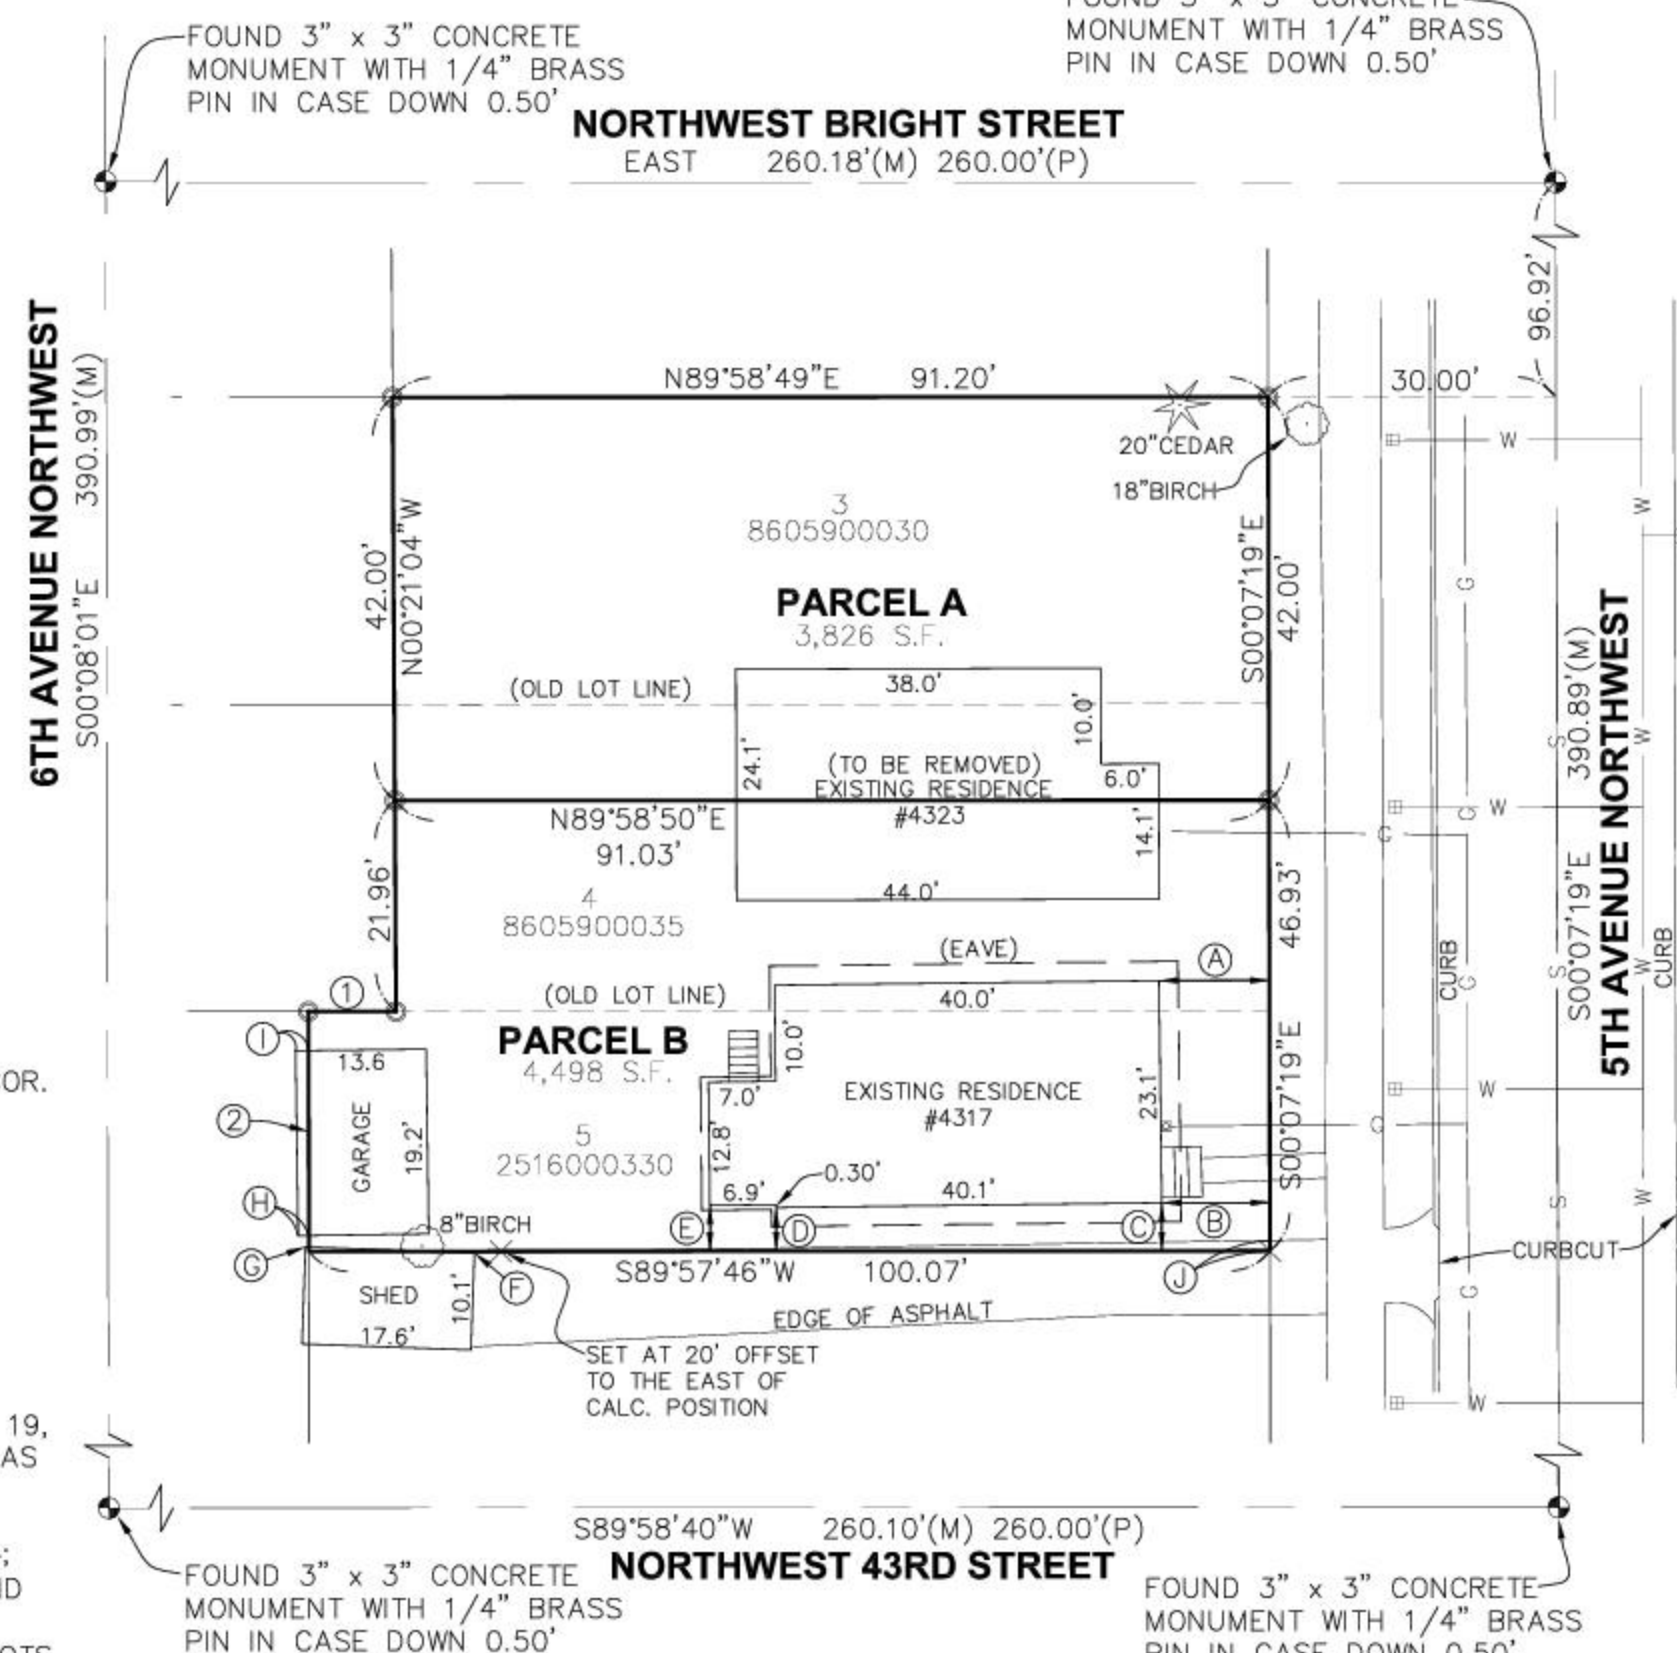 FOUND 3" x 3" CONCRETE
MONUMENT WITH 1/4" BRASS
PIN IN CASE DOWN 0.50'
FOUND 3" x 3" CONCRETE
MONUMENT WITH 1/4" BRASS
PIN IN CASE DOWN 0.50'
NORTHWEST BRIGHT STREET
EAST 260.18'(M) 260.00'(P)
96.92'
6TH AVENUE NORTHWEST
S00°08'01"E 390.99'(M)
N89°58'49"E 91.20'
30.00'
20"CEDAR
18"BIRCH
W
W
G
3
8605900030
42.00'
N00°21'04"W
S00°07'19"E
42.00'
PARCEL A
3,826 S.F.
(OLD LOT LINE)
38.0'
10.0'
24.1'
(TO BE REMOVED)
EXISTING RESIDENCE
#4323
6.0'
14.1'
44.0'
N89°58'50"E
91.03'
S
W
G
W
G
5TH AVENUE NORTHWEST
S00°07'19"E 390.89'(M)
21.96'
4
8605900035
46.93'
(EAVE)
A
CURB
CURB
S
W
G
1
(OLD LOT LINE)
40.0'
I
PARCEL B
4,498 S.F.
10.0'
13.6
7.0'
EXISTING RESIDENCE
#4317
23.1'
S00°07'19"E
W
OR.
2
GARAGE
19.2'
5
2516000330
12.8'
0.30'
G
6.9'
40.1'
H
8"BIRCH
E
D
C
B
S
W
G
F
J
CURBCUT
S89°57'46"W 100.07'
SHED
10.1'
17.6'
EDGE OF ASPHALT
G
SET AT 20' OFFSET
TO THE EAST OF
CALC. POSITION
W
19,
AS
S89°58'40"W 260.10'(M) 260.00'(P)
NORTHWEST 43RD STREET
FOUND 3" x 3" CONCRETE
MONUMENT WITH 1/4" BRASS
PIN IN CASE DOWN 0.50'
FOUND 3" x 3" CONCRETE
MONUMENT WITH 1/4" BRASS
PIN IN CASE DOWN 0.50'